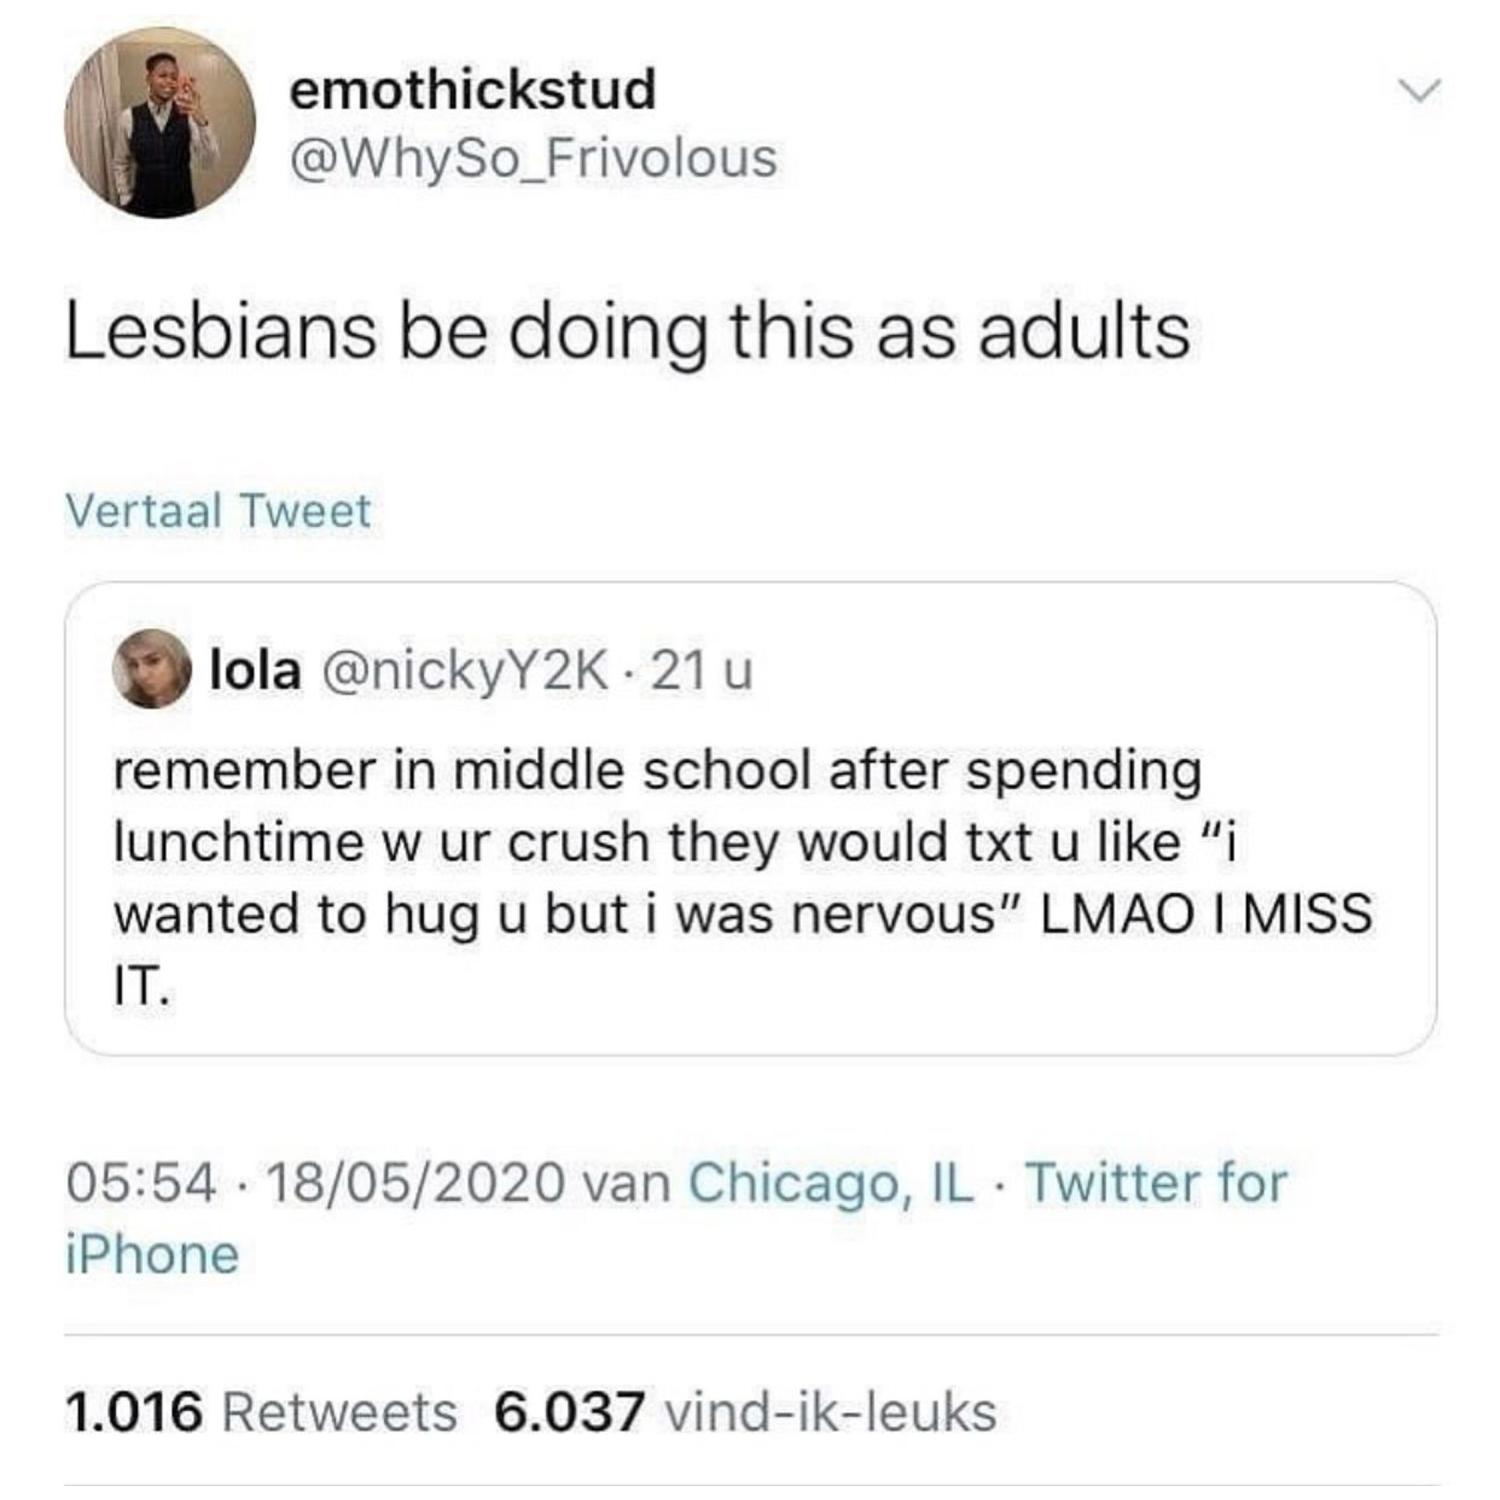 emothickstud
@WhySo_Frivolous
Lesbians be doing this as adults
Vertaal Tweet
lola @nickyY2K · 21 u
remember in middle school after spending
lunchtime w ur crush they would txt u like "i
wanted to hug u but i was nervous" LMAO I MISS
IT.
05:54 · 18/05/2020 van Chicago, IL · Twitter for
iPhone
1.016 Retweets 6.037 vind-ik-leuks